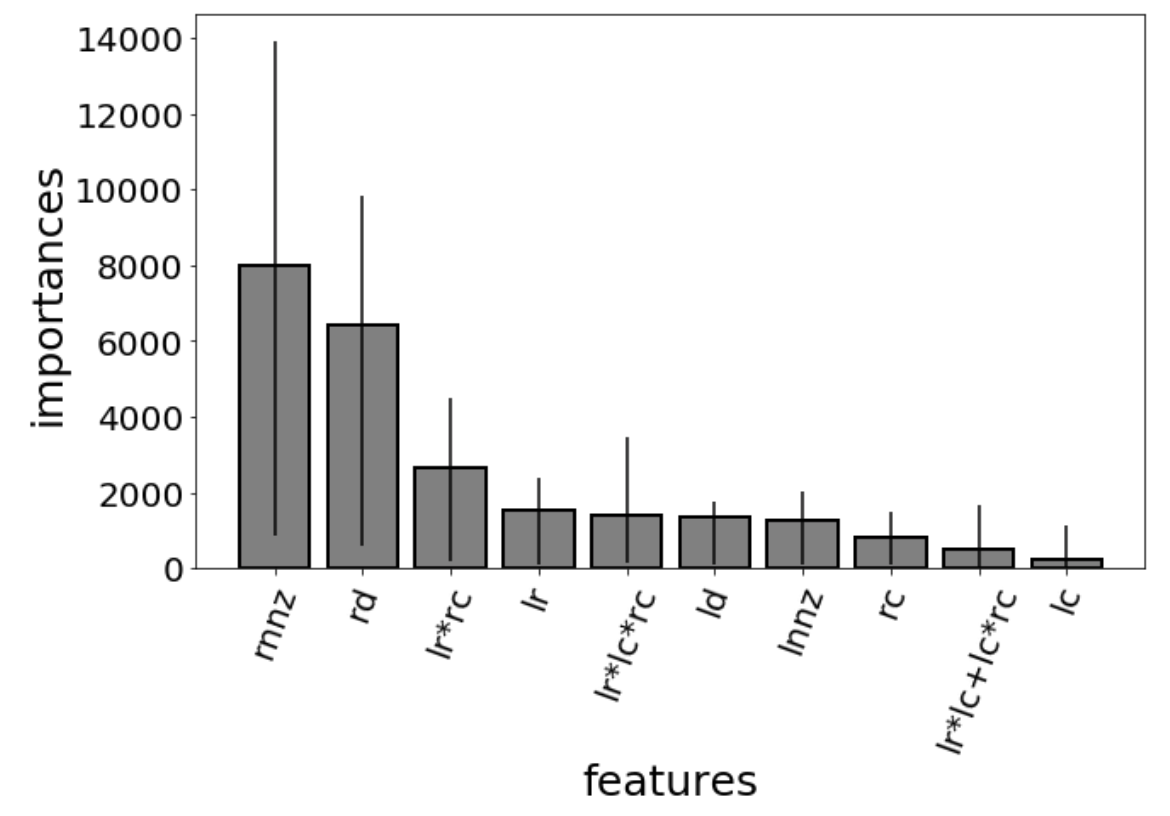 14000
12000
10000
8000
6000
4000
2000
0
importances
rnnz
rd
lr*rc
lr
lr*lc*rc
ld
lnnz
rc
lr*lc+lc*rc
lc
features